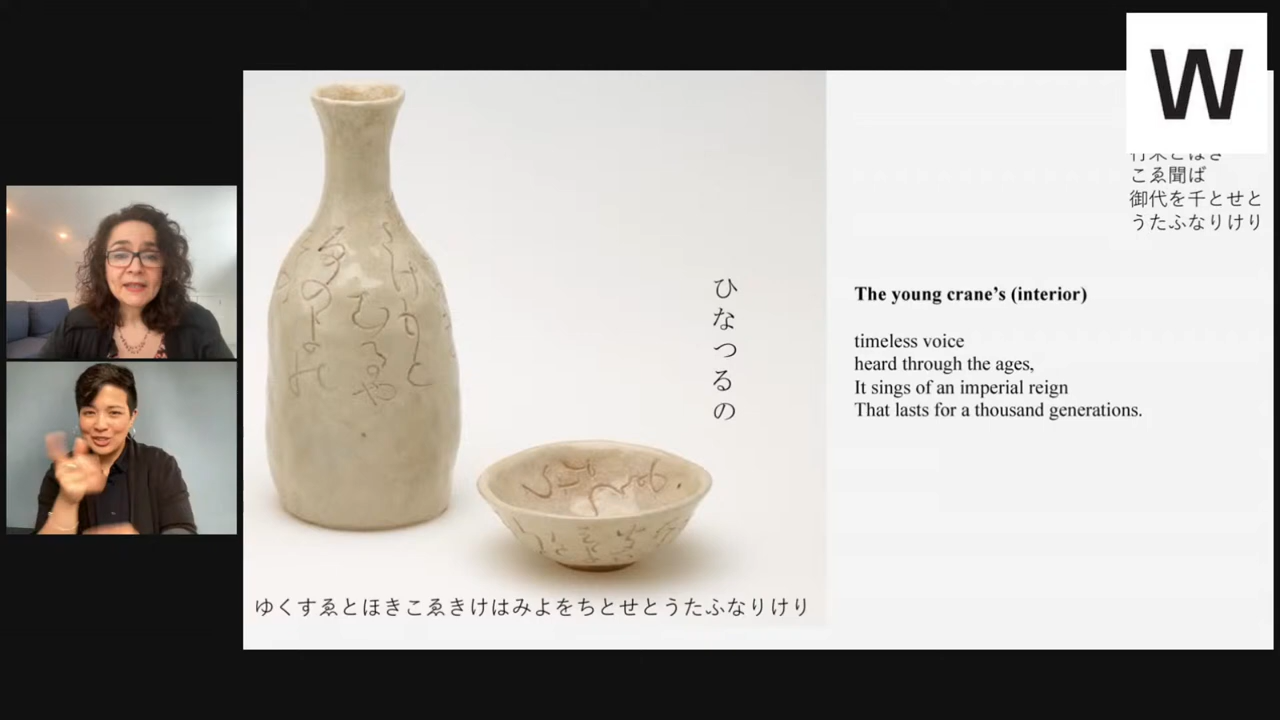 W
こゑ聞ば
御代を千とせと
うたふなりけり
ひなつるの
The young crane’s (interior)
timeless voice
heard through the ages,
It sings of an imperial reign
That lasts for a thousand generations.
ゆくすゑとほきこゑきけはみよをちとせとうたふなりけり